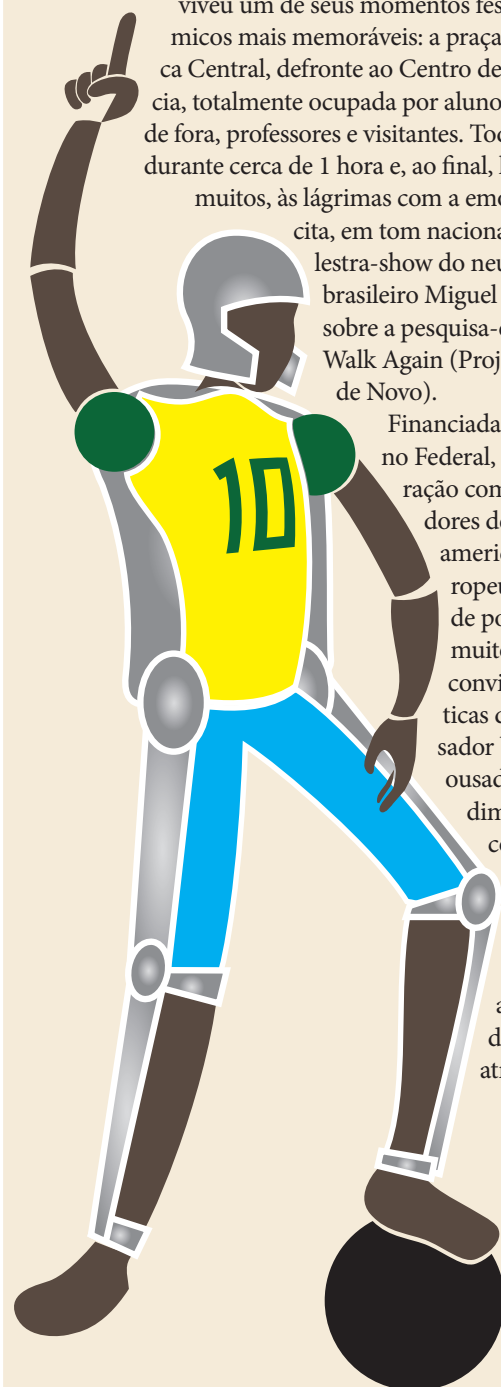 viveu um de seus momentos fes
micos mais memoráveis: a praça
ca Central, defronte ao Centro de
cia, totalmente ocupada por aluno
de fora, professores e visitantes. Tod
durante cerca de 1 hora e, ao final, l
muitos, às lágrimas com a emo
cita, em tom naciona
lestra-show do neu
brasileiro Miguel
sobre a pesquisa-
Walk Again (Proj
de Novo).
Financiada
no Federal,
ração com
dores de
americ
ropeu
de po
muito
convi
ticas d
sador
ousad
dim
co
a
d
atr
10